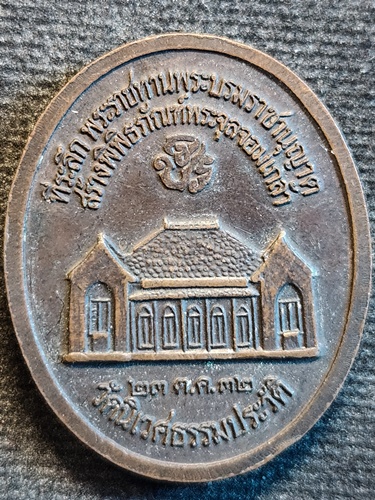 ที่ระลึก พระราชทานพระบรมราชานุญาต
สร้างพิพิธภัณฑ์พระจุลจอมเกล้า
๒๓ ต.ค.๓๒
วัดนิเวศธรรมประวัติ